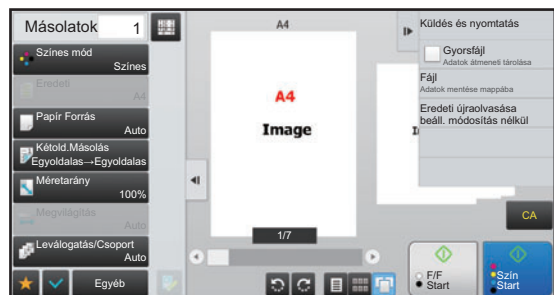 Másolatok 1
Színes mód
Színes
Eredeti
A4
Papír Forrás
Auto
Kétold.Másolás
Egyoldalas→Egyoldalas
Méretarány
100%
Megvilágítás
Auto
Leválogatás/Csoport
Auto
Egyéb
A4
A4
Image
1/7
Küldés és nyomtatás
Gyorsfájl
Adatok átmeneti tárolása
Fájl
Adatok mentése mappába
Eredeti újraolvasása
beáll. módosítás nélkül
CA
F/F
Start
Szín
Start